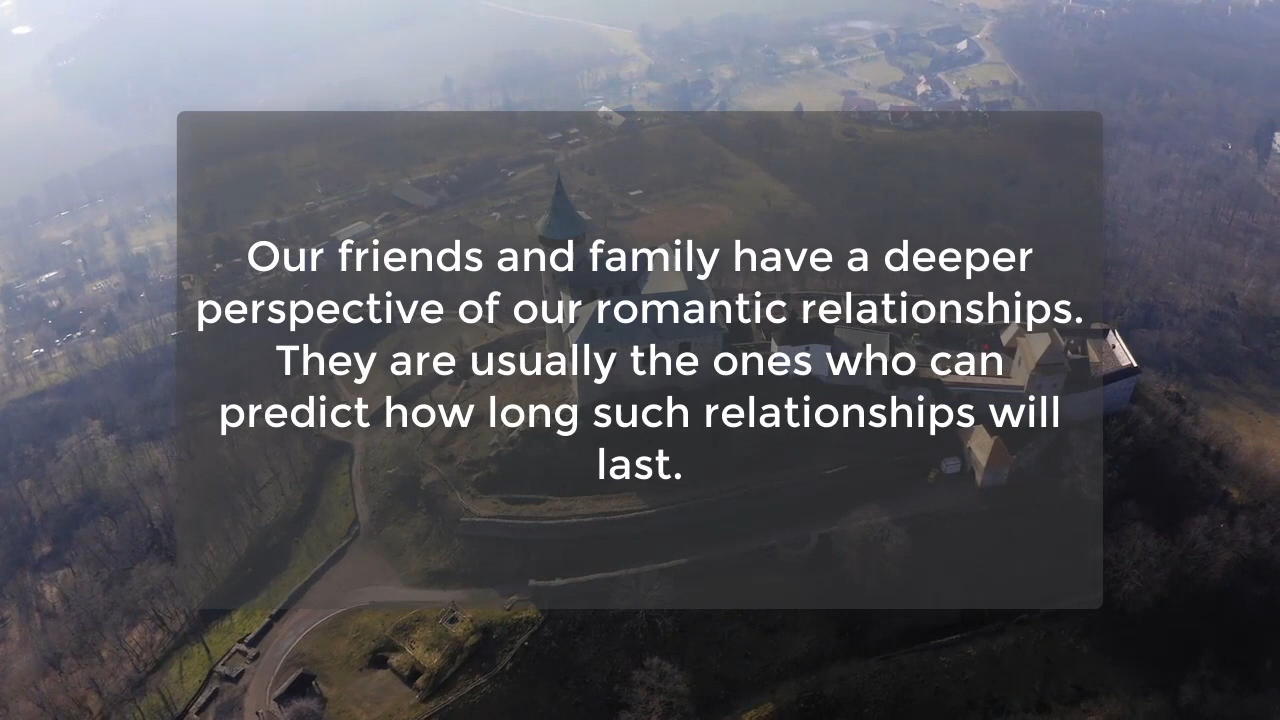 Our friends and family have a deeper
perspective of our romantic relationships.
They are usually the ones who can
predict how long such relationships will
last.